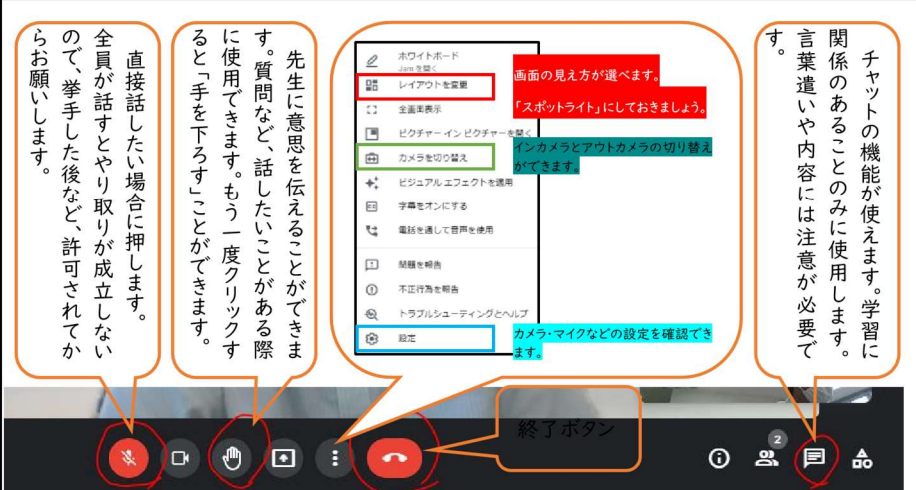 チャットの機能が使えます。学習に
関係のあることのみに使用します。
言葉遣いや内容には注意が必要で
す。
ホワイトボード
Jam を開く
レイアウトを変更
全画面表示
ピクチャー イン ピクチャーを開く
カメラを切り替え
ビジュアル エフェクトを適用
字幕をオンにする
電話を通して音声を使用
問題を報告
不正行為を報告
トラブルシューティングとヘルプ
設定
画面の見え方が選べます。
「スポットライト」にしておきましょう。
インカメラとアウトカメラの切り替え
ができます。
カメラ・マイクなどの設定を確認でき
ます。
先生に意思を伝えることができま
す。質問など、話したいことがある際
に使用できます。もう一度クリックす
ると「手を下ろす」ことができます。
直接話したい場合に押します。
全員が話すとやり取りが成立しない
ので、挙手した後など、許可されてか
らお願いします。
終了ボタン
2